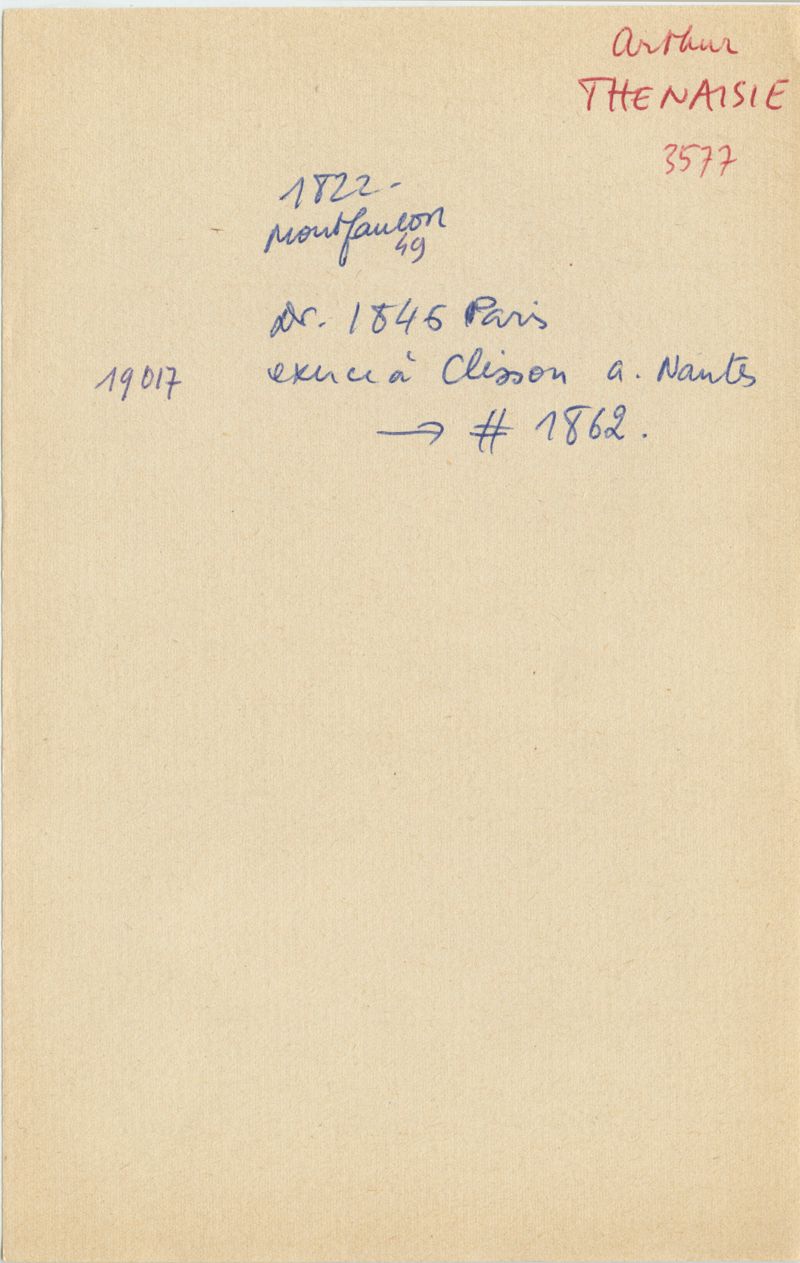 Arthur
THENAISIE
3577
1822-
Montfaucon
49
Dr. 1846 Paris
19017 exerce à Clisson a. Nantes
→ # 1862.